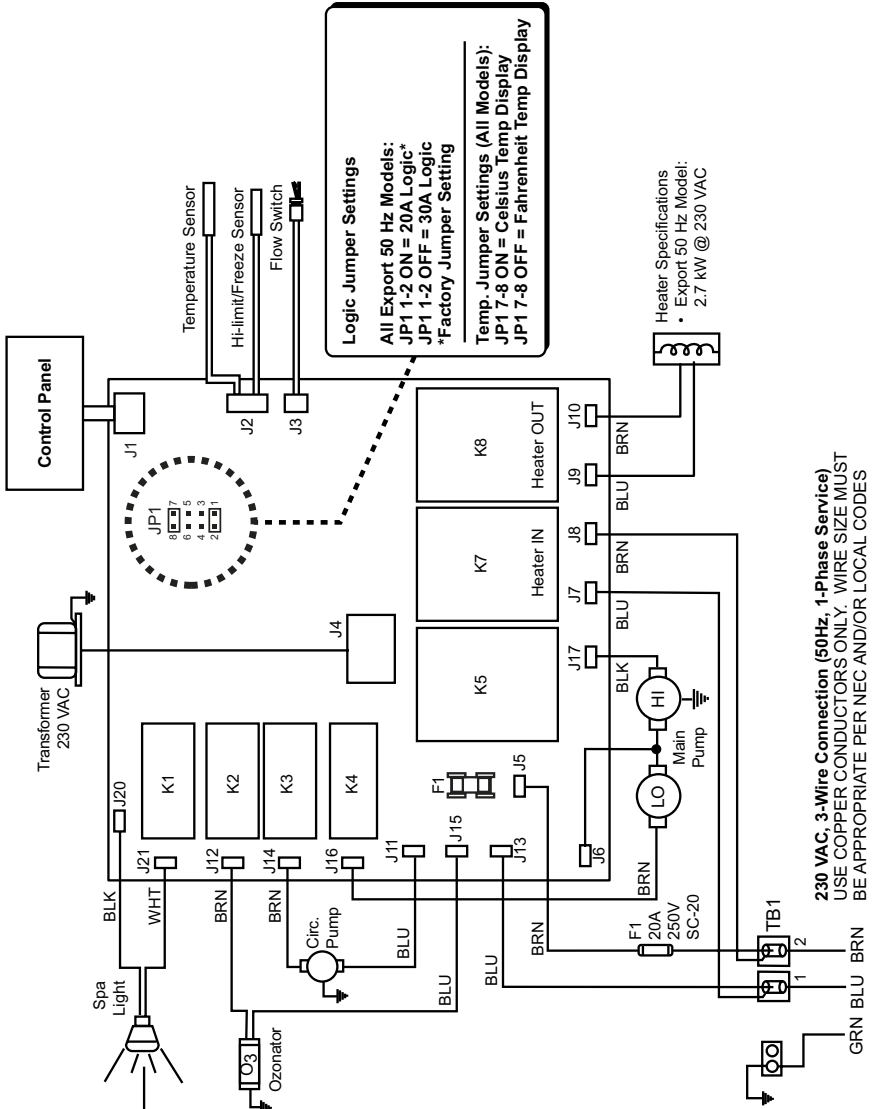 Control Panel
J1
Temperature Sensor
Hi-limit/Freeze Sensor
Flow Switch
J2
J3
JP1
8
7
6
5
4
3
2
1
Logic Jumper Settings
All Export 50 Hz Models:
JP1 1-2 ON = 20A Logic*
JP1 1-2 OFF = 30A Logic
*Factory Jumper Setting
Temp. Jumper Settings (All Models):
JP1 7-8 ON = Celsius Temp Display
JP1 7-8 OFF = Fahrenheit Temp Display
Transformer
230 VAC
J4
Spa
Light
BLK
J20
WHT
J21
K1
BRN
J12
K2
BRN
J14
K3
J16
K4
Circ.
Pump
BLU
J11
O3
Ozonator
BLU
J15
F1
BLU
J13
BRN
J5
BRN
J6
K5
K7
Heater IN
K8
Heater OUT
J17
BLK
J7
BLU
J8
BRN
J9
BLU
J10
BRN
LO
HI
Main
Pump
Heater Specifications
• Export 50 Hz Model:
2.7 kW @ 230 VAC
F1
20A
250V
SC-20
TB1
1
2
GRN
BLU
BRN
230 VAC, 3-Wire Connection (50Hz, 1-Phase Service)
USE COPPER CONDUCTORS ONLY. WIRE SIZE MUST
BE APPROPRIATE PER NEC AND/OR LOCAL CODES